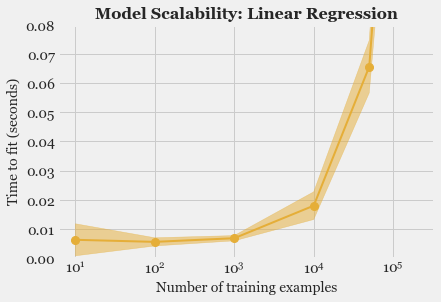 Model Scalability: Linear Regression
0.08
0.07
0.06
0.05
0.04
0.03
0.02
0.01
0.00
Time to fit (seconds)
10¹ 10² 10³ 10⁴ 10⁵
Number of training examples